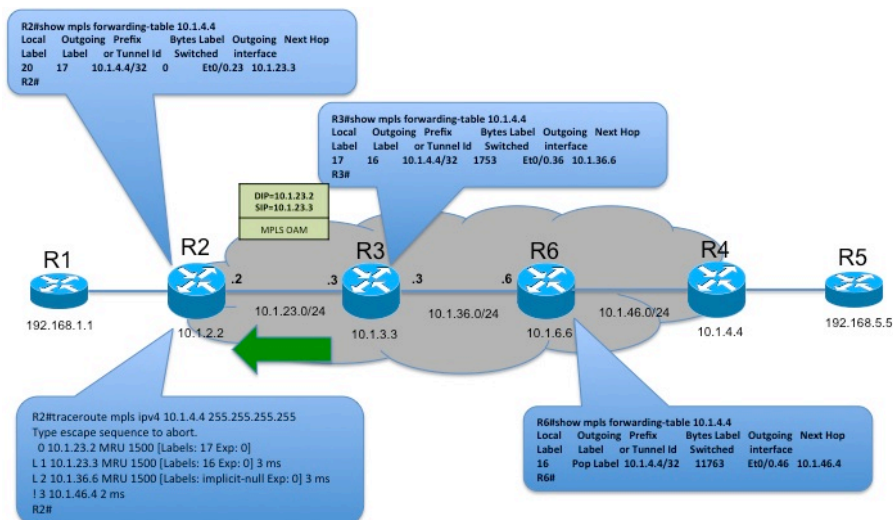 R2#show mpls forwarding-table 10.1.4.4
Local Outgoing Prefix Bytes Label Outgoing Next Hop
Label Label or Tunnel Id Switched interface
20 17 10.1.4.4/32 0 Et0/0.23 10.1.23.3
R2#
R3#show mpls forwarding-table 10.1.4.4
Local Outgoing Prefix Bytes Label Outgoing Next Hop
Label Label or Tunnel Id Switched interface
17 16 10.1.4.4/32 1753 Et0/0.36 10.1.36.6
R3#
DIP=10.1.23.2
SIP=10.1.23.3
MPLS OAM
R1
R2
R3
R6
R4
R5
.2
.3
.3
.6
192.168.1.1
10.1.2.2
10.1.23.0/24
10.1.3.3
10.1.36.0/24
10.1.6.6
10.1.46.0/24
10.1.4.4
192.168.5.5
R2#traceroute mpls ipv4 10.1.4.4 255.255.255.255
Type escape sequence to abort.
0 10.1.23.2 MRU 1500 [Labels: 17 Exp: 0]
L 1 10.1.23.3 MRU 1500 [Labels: 16 Exp: 0] 3 ms
L 2 10.1.36.6 MRU 1500 [Labels: implicit-null Exp: 0] 3 ms
! 3 10.1.46.4 2 ms
R2#
R6#show mpls forwarding-table 10.1.4.4
Local Outgoing Prefix Bytes Label Outgoing Next Hop
Label Label or Tunnel Id Switched interface
16 Pop Label 10.1.4.4/32 11763 Et0/0.46 10.1.46.4
R6#